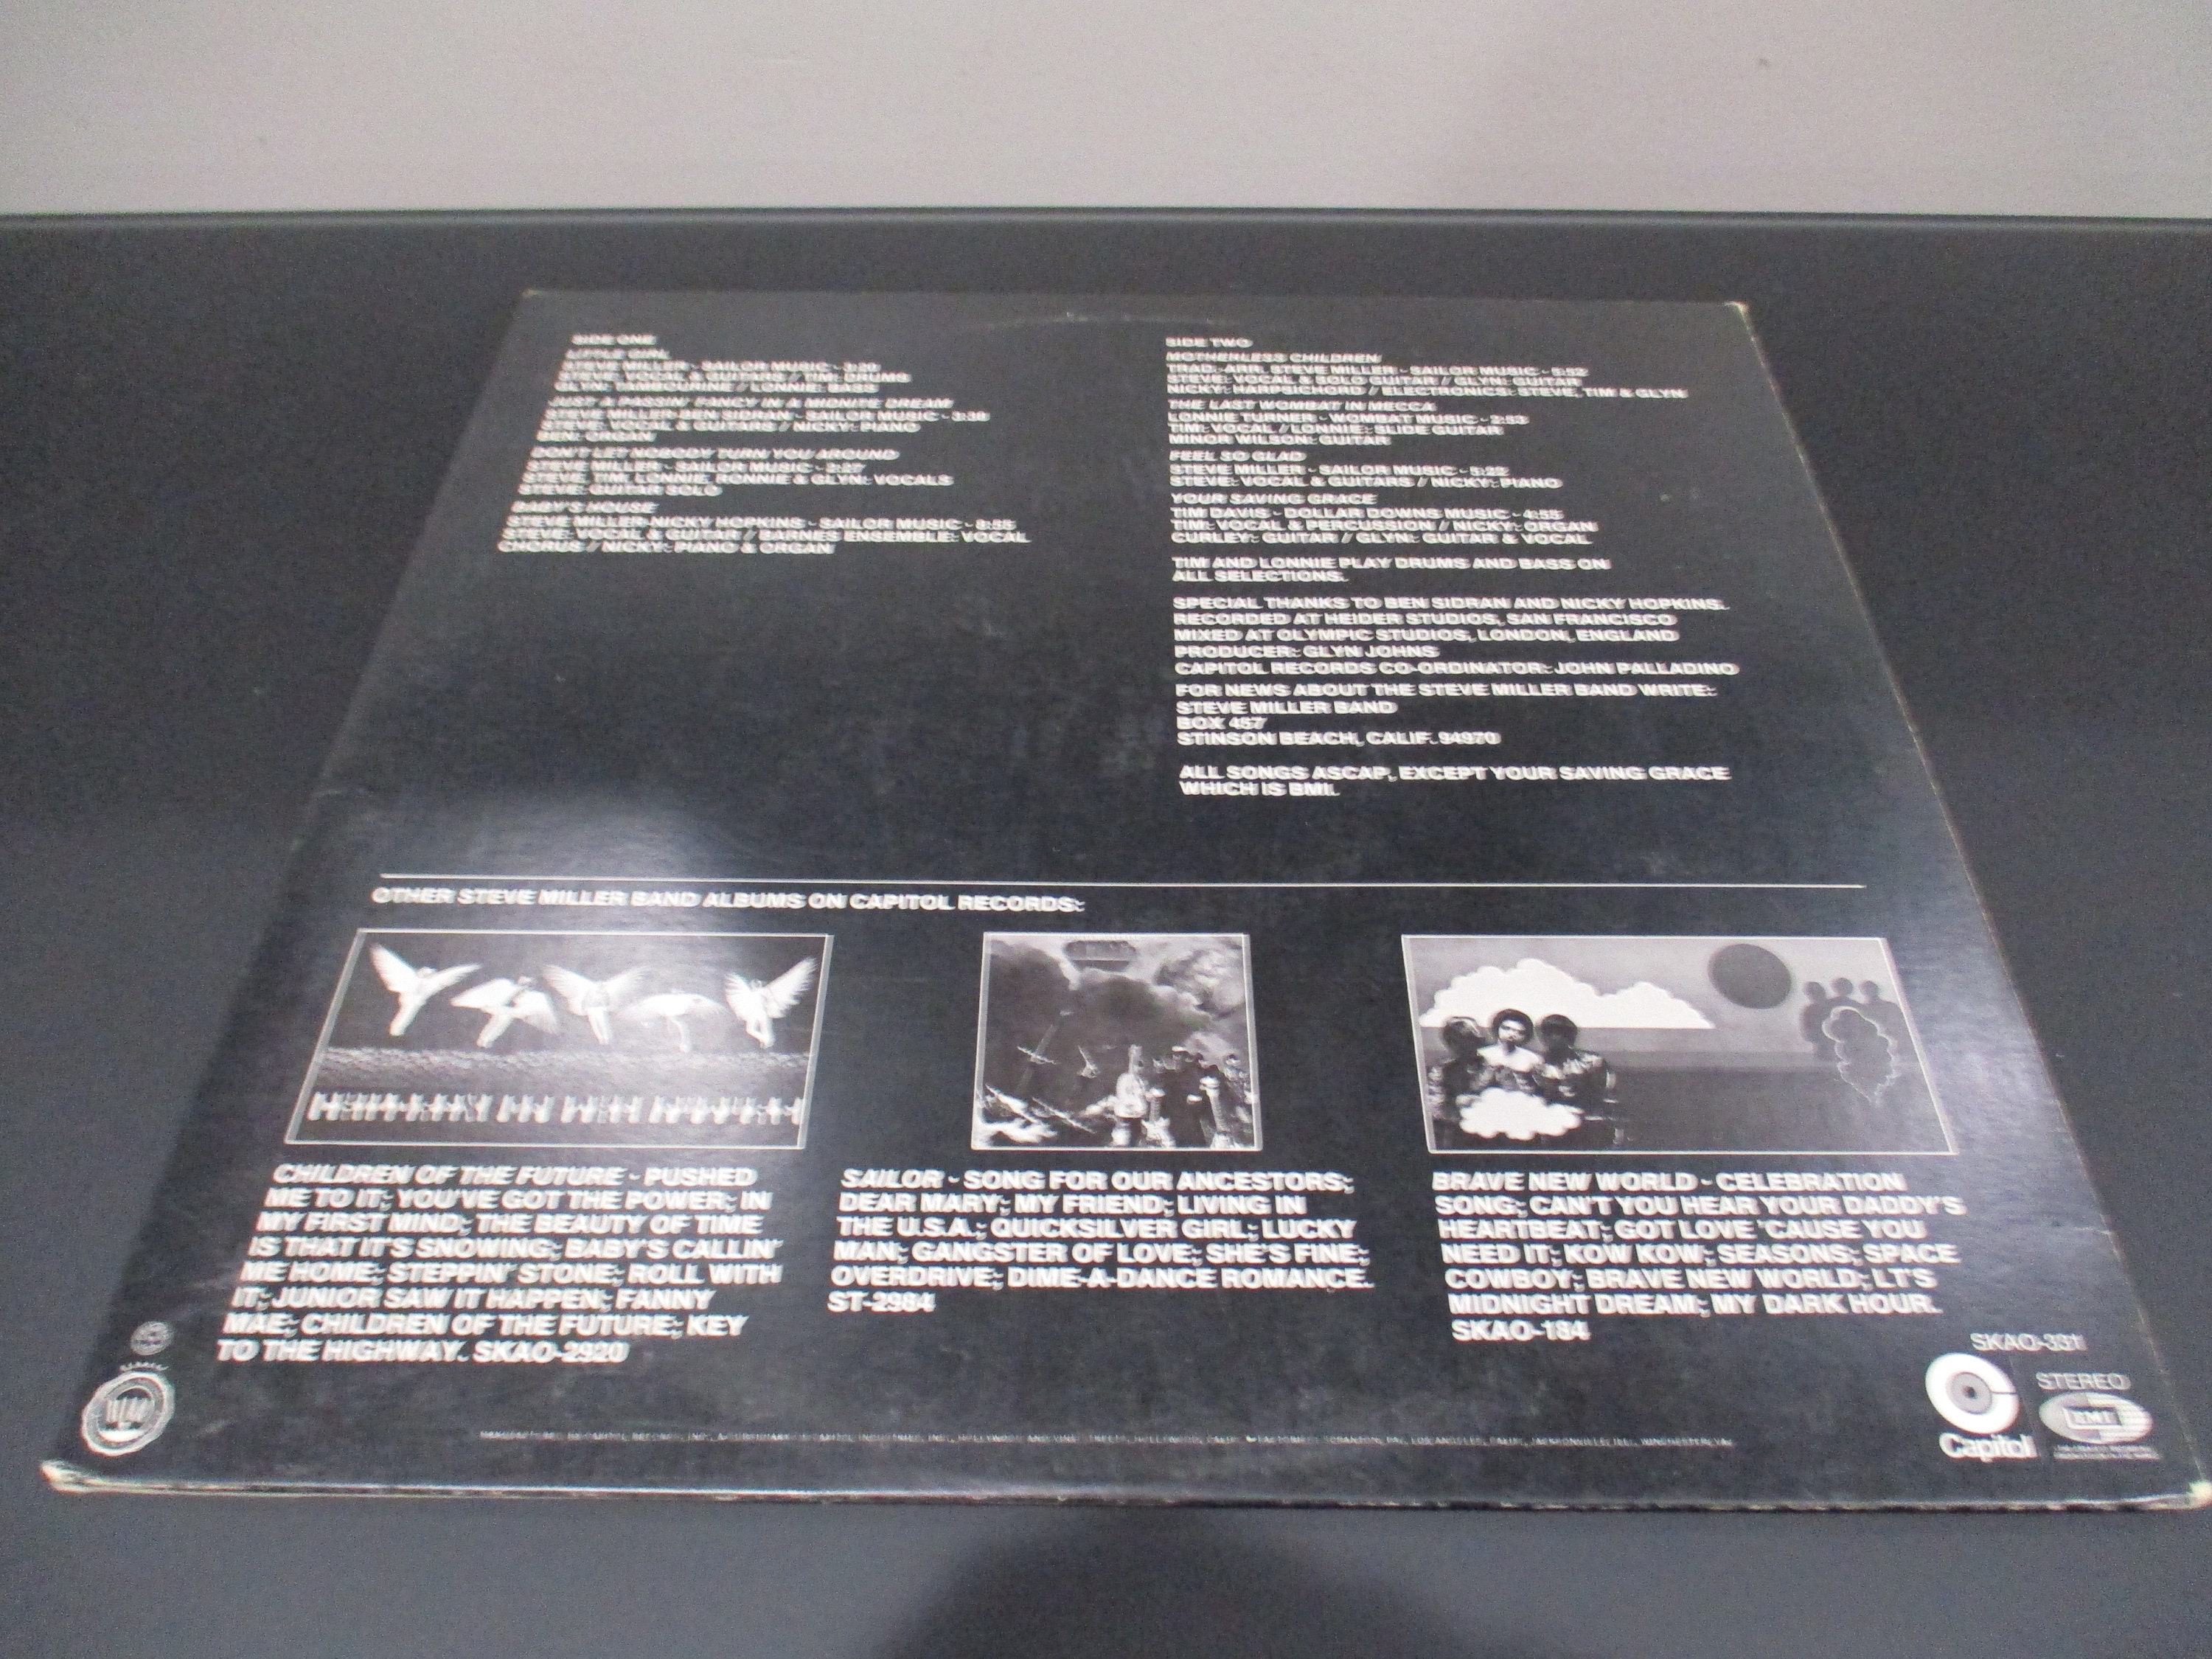 SIDE ONE
LITTLE GIRL
STEVE MILLER - SAILOR MUSIC - 3:20
STEVE: VOCAL & GUITARS // TIM: DRUMS
GLYN: TAMBOURINE // LONNIE: BASS
JUST A PASSIN' FANCY IN A MIDNITE DREAM
STEVE MILLER-BEN SIDRAN - SAILOR MUSIC - 3:38
STEVE: VOCAL & GUITARS // NICKY: PIANO
BEN: ORGAN
DON'T LET NOBODY TURN YOU AROUND
STEVE MILLER - SAILOR MUSIC - 2:27
STEVE, TIM, LONNIE, RONNIE & GLYN: VOCALS
STEVE: GUITAR SOLO
BABY'S HOUSE
STEVE MILLER-NICKY HOPKINS - SAILOR MUSIC - 8:55
STEVE: VOCAL & GUITAR // BARNES ENSEMBLE: VOCAL
CHORUS // NICKY: PIANO & ORGAN
SIDE TWO
MOTHERLESS CHILDREN
TRAD.-ARR. STEVE MILLER - SAILOR MUSIC - 5:52
STEVE: VOCAL & SOLO GUITAR // GLYN: GUITAR
NICKY: HARPSICHORD // ELECTRONICS: STEVE, TIM & GLYN
THE LAST WOMBAT IN MECCA
LONNIE TURNER - WOMBAT MUSIC - 2:53
TIM: VOCAL / LONNIE: SLIDE GUITAR
MINOR WILSON: GUITAR
FEEL SO GLAD
STEVE MILLER - SAILOR MUSIC - 5:22
STEVE: VOCAL & GUITARS / NICKY: PIANO
YOUR SAVING GRACE
TIM DAVIS - DOLLAR DOWNS MUSIC - 4:55
TIM: VOCAL & PERCUSSION // NICKY: ORGAN
CURLEY: GUITAR // GLYN: GUITAR & VOCAL
TIM AND LONNIE PLAY DRUMS AND BASS ON
ALL SELECTIONS.
SPECIAL THANKS TO BEN SIDRAN AND NICKY HOPKINS.
RECORDED AT HEIDER STUDIOS, SAN FRANCISCO
MIXED AT OLYMPIC STUDIOS, LONDON, ENGLAND
PRODUCER: GLYN JOHNS
CAPITOL RECORDS CO-ORDINATOR: JOHN PALLADINO
FOR NEWS ABOUT THE STEVE MILLER BAND WRITE:
STEVE MILLER BAND
BOX 457
STINSON BEACH, CALIF. 94970
ALL SONGS ASCAP, EXCEPT YOUR SAVING GRACE
WHICH IS BMI.
OTHER STEVE MILLER BAND ALBUMS ON CAPITOL RECORDS:
CHILDREN OF THE FUTURE - PUSHED
ME TO IT; YOU'VE GOT THE POWER; IN
MY FIRST MIND; THE BEAUTY OF TIME
IS THAT IT'S SNOWING; BABY'S CALLIN'
ME HOME; STEPPIN' STONE; ROLL WITH
IT; JUNIOR SAW IT HAPPEN; FANNY
MAE; CHILDREN OF THE FUTURE; KEY
TO THE HIGHWAY. SKAO-2920
SAILOR - SONG FOR OUR ANCESTORS;
DEAR MARY; MY FRIEND; LIVING IN
THE U.S.A.; QUICKSILVER GIRL; LUCKY
MAN; GANGSTER OF LOVE; SHE'S FINE;
OVERDRIVE; DIME-A-DANCE ROMANCE.
ST-2984
BRAVE NEW WORLD - CELEBRATION
SONG; CAN'T YOU HEAR YOUR DADDY'S
HEARTBEAT; GOT LOVE 'CAUSE YOU
NEED IT; KOW KOW; SEASONS; SPACE
COWBOY; BRAVE NEW WORLD; LT'S
MIDNIGHT DREAM; MY DARK HOUR.
SKAO-184
SKAO-331
STEREO
EMI
Capitol